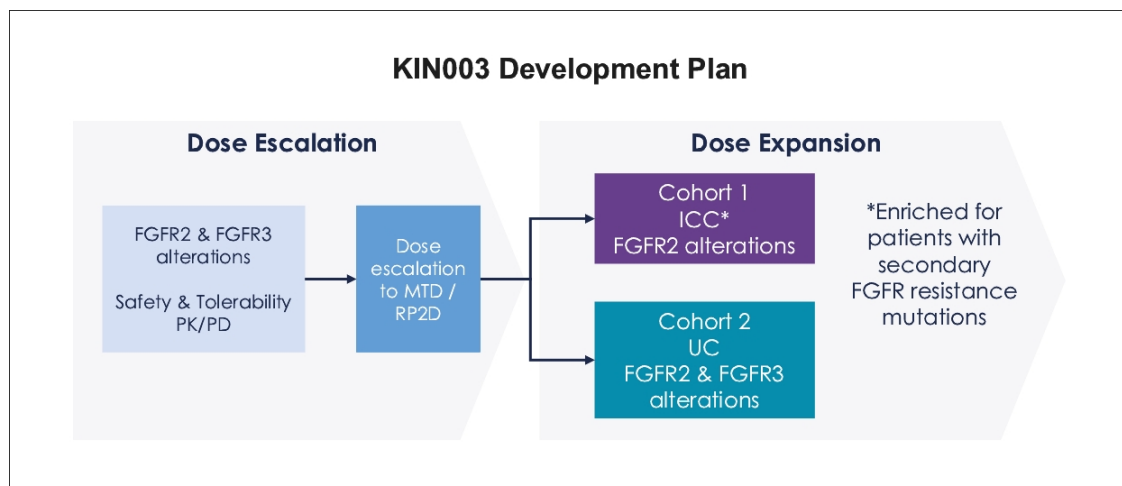 KIN003 Development Plan
Dose Escalation
FGFR2 & FGFR3
alterations
Safety & Tolerability
PK/PD
Dose
escalation
to MTD /
RP2D
Dose Expansion
Cohort 1
ICC*
FGFR2 alterations
Cohort 2
UC
FGFR2 & FGFR3
alterations
*Enriched for
patients with
secondary
FGFR resistance
mutations